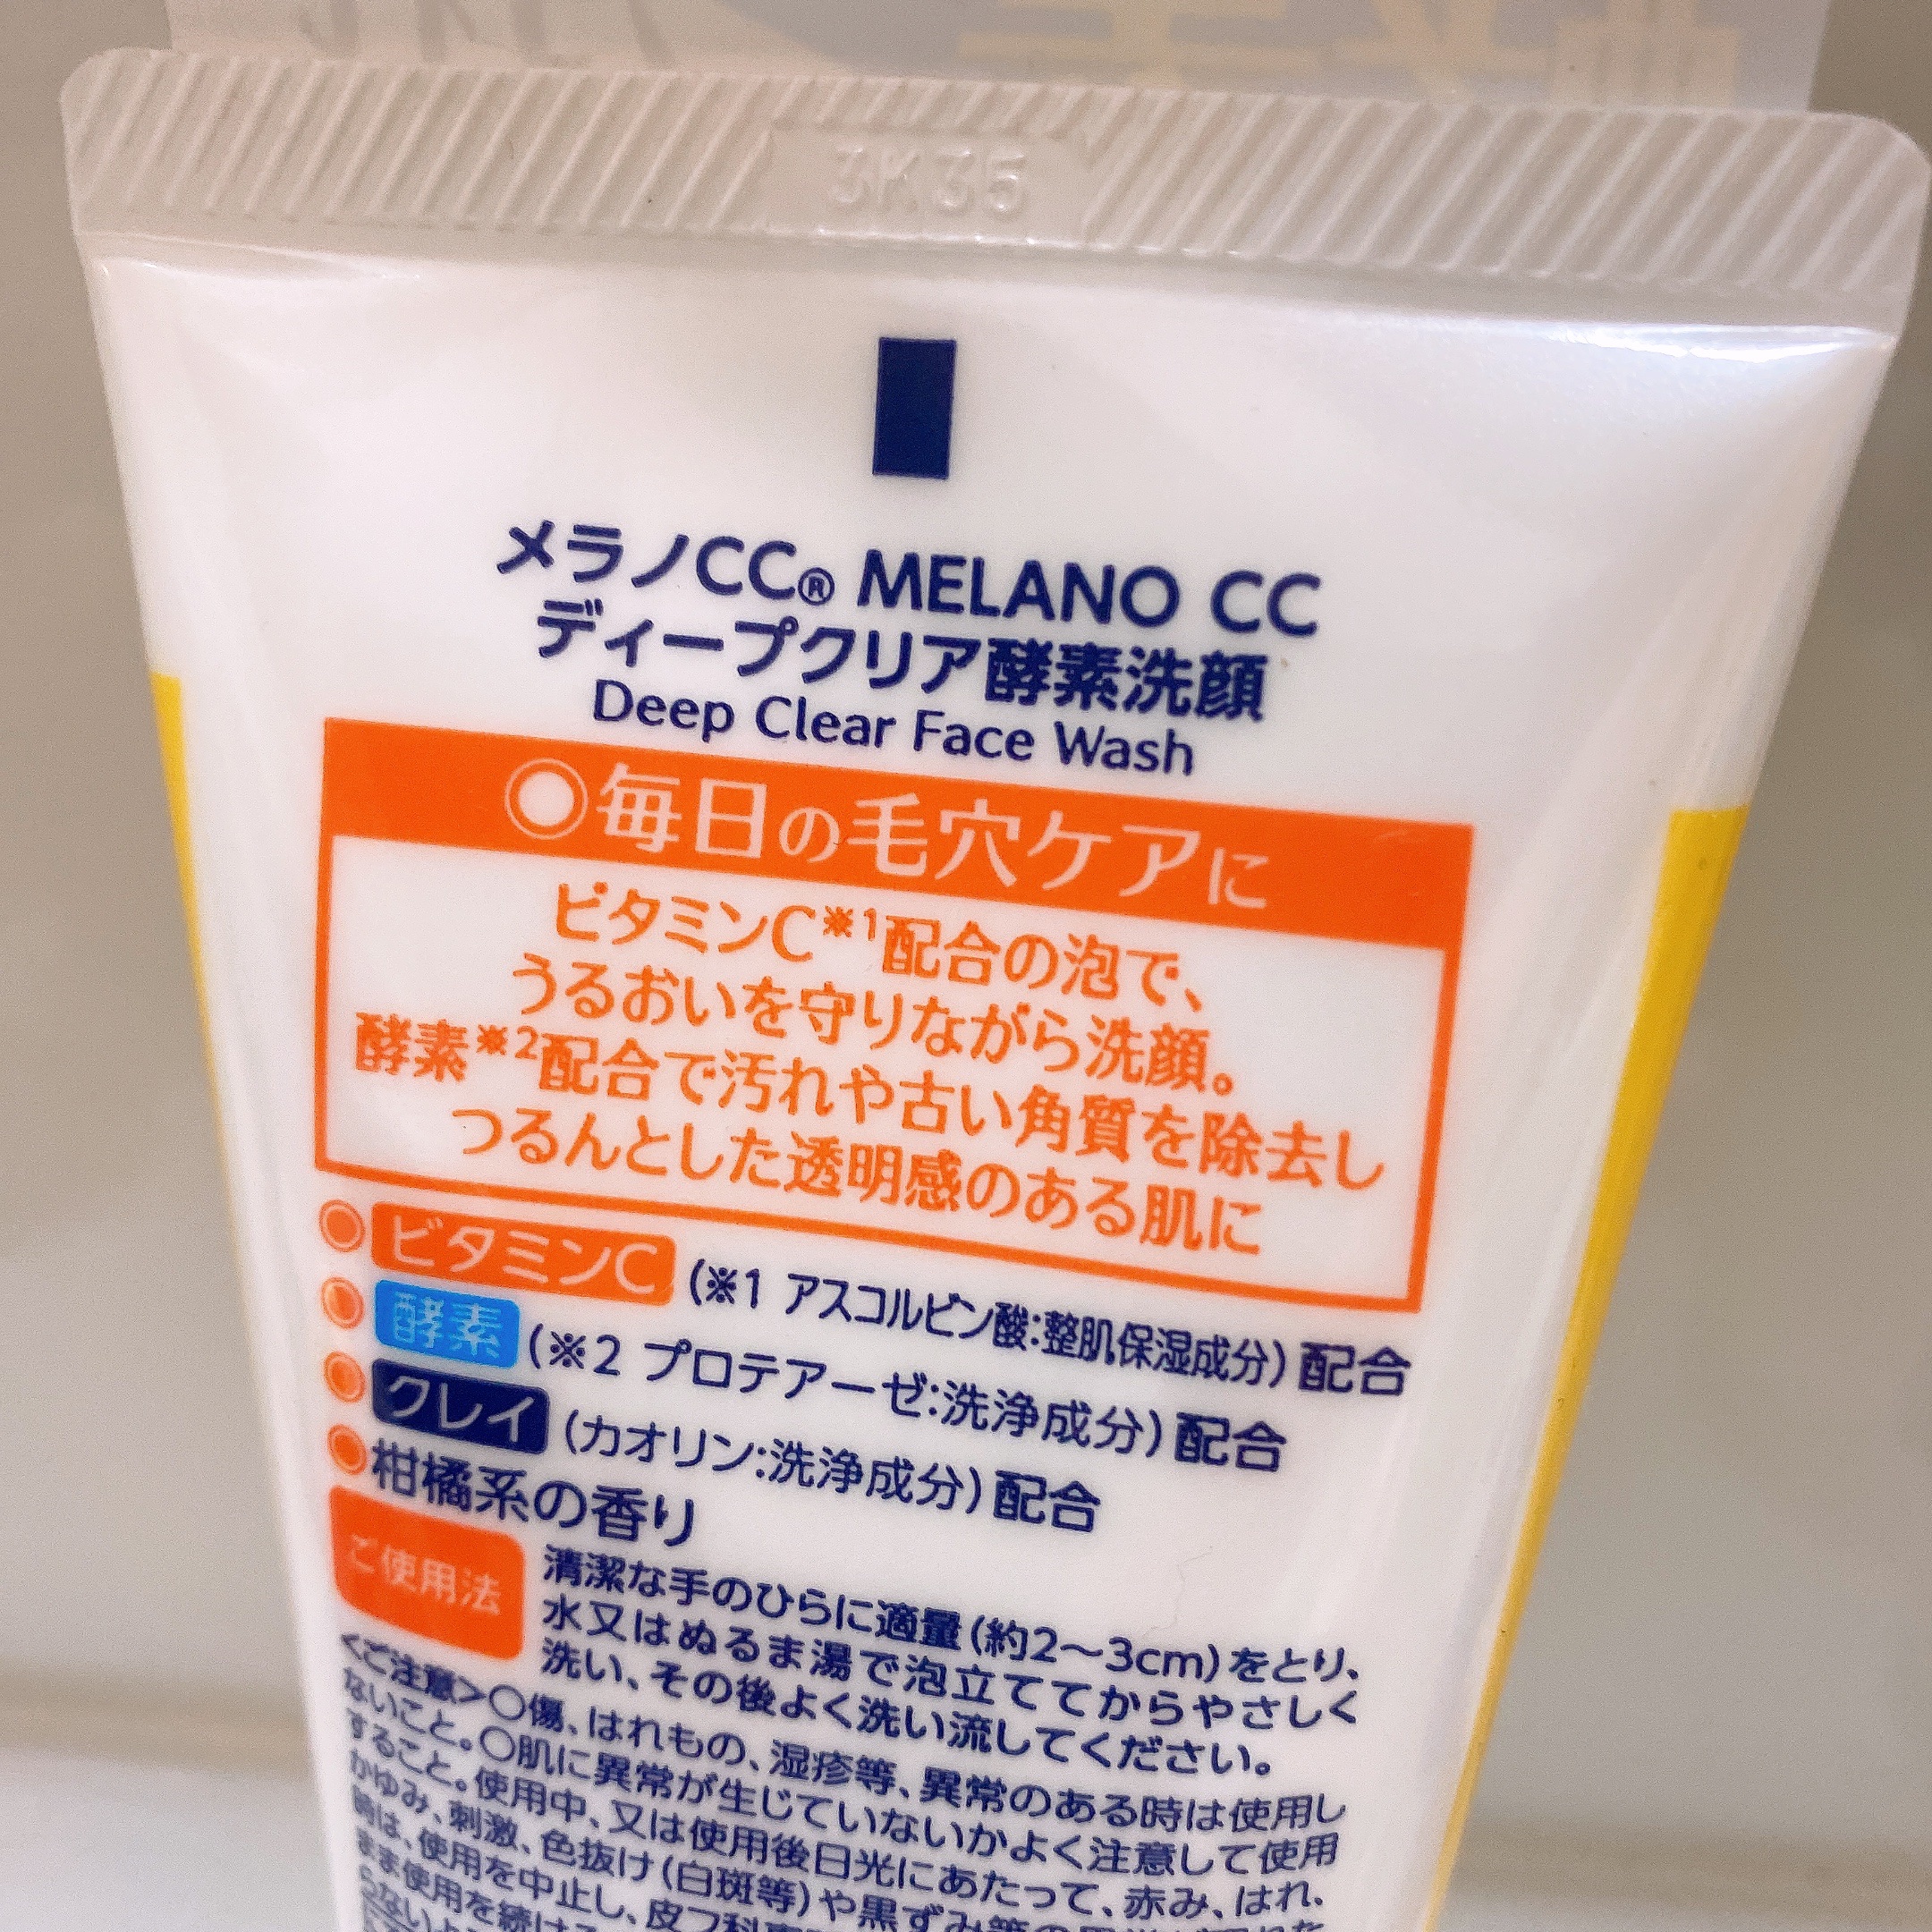 3K35
メラノCC® MELANO CC
ディープクリア酵素洗顔
Deep Clear Face Wash
◎毎日の毛穴ケアに
ビタミンC※1配合の泡で、
うるおいを守りながら洗顔。
酵素※2配合で汚れや古い角質を除去し
つるんとした透明感のある肌に
◎ビタミンC (※1 アスコルビン酸:整肌保湿成分) 配合
◎酵素 (※2 プロテアーゼ:洗浄成分) 配合
◎クレイ (カオリン:洗浄成分) 配合
◎柑橘系の香り
ご使用法
清潔な手のひらに適量(約2〜3cm)をとり、
水又はぬるま湯で泡立ててからやさしく
洗い、その後よく洗い流してください。
<ご注意>○傷、はれもの、湿疹等、異常のある時は使用し
ないこと。○肌に異常が生じていないかよく注意して使用
すること。使用中、又は使用後日光にあたって、赤み、はれ、
かゆみ、刺激、色抜け(白斑等)や黒ずみ等の
時は、使用を中止し、皮フ科
まま使用を続ける